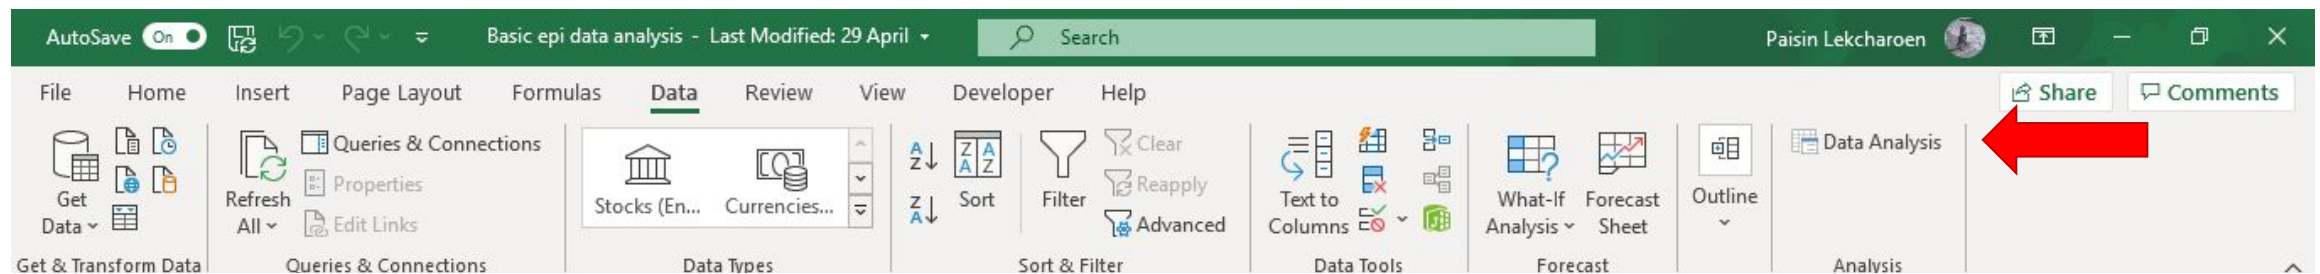 AutoSave On Basic epi data analysis - Last Modified: 29 April Search Paisin Lekcharoen
File Home Insert Page Layout Formulas Data Review View Developer Help Share Comments
Get Data
Refresh All
Queries & Connections
Properties
Edit Links
Stocks (En... Currencies...
Sort
Filter
Clear
Reapply
Advanced
Text to Columns
What-If Analysis
Forecast Sheet
Outline
Data Analysis
Get & Transform Data Queries & Connections Data Types Sort & Filter Data Tools Forecast Analysis